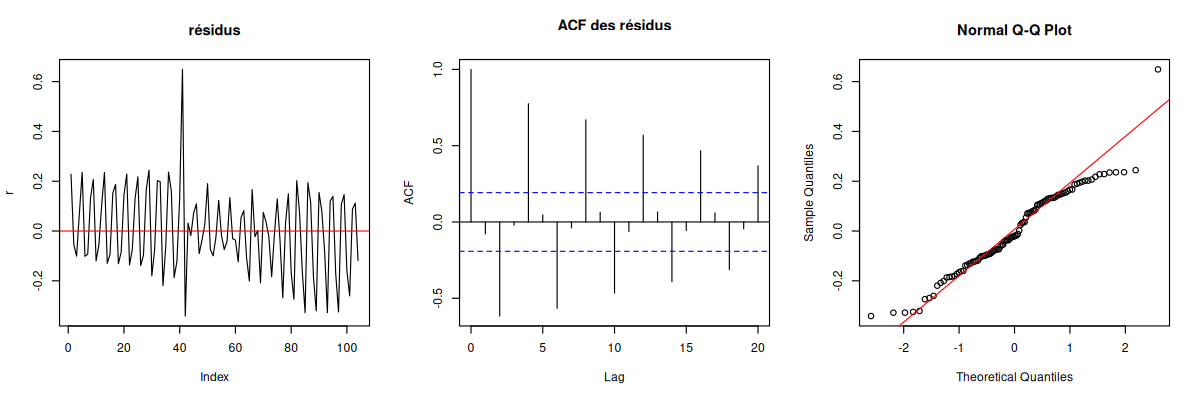 résidus
r
0.6
0.4
0.2
0.0
-0.2
0 20 40 60 80 100
Index
ACF des résidus
ACF
1.0
0.5
0.0
-0.5
0 5 10 15 20
Lag
Normal Q-Q Plot
Sample Quantiles
0.6
0.4
0.2
0.0
-0.2
-2 -1 0 1 2
Theoretical Quantiles